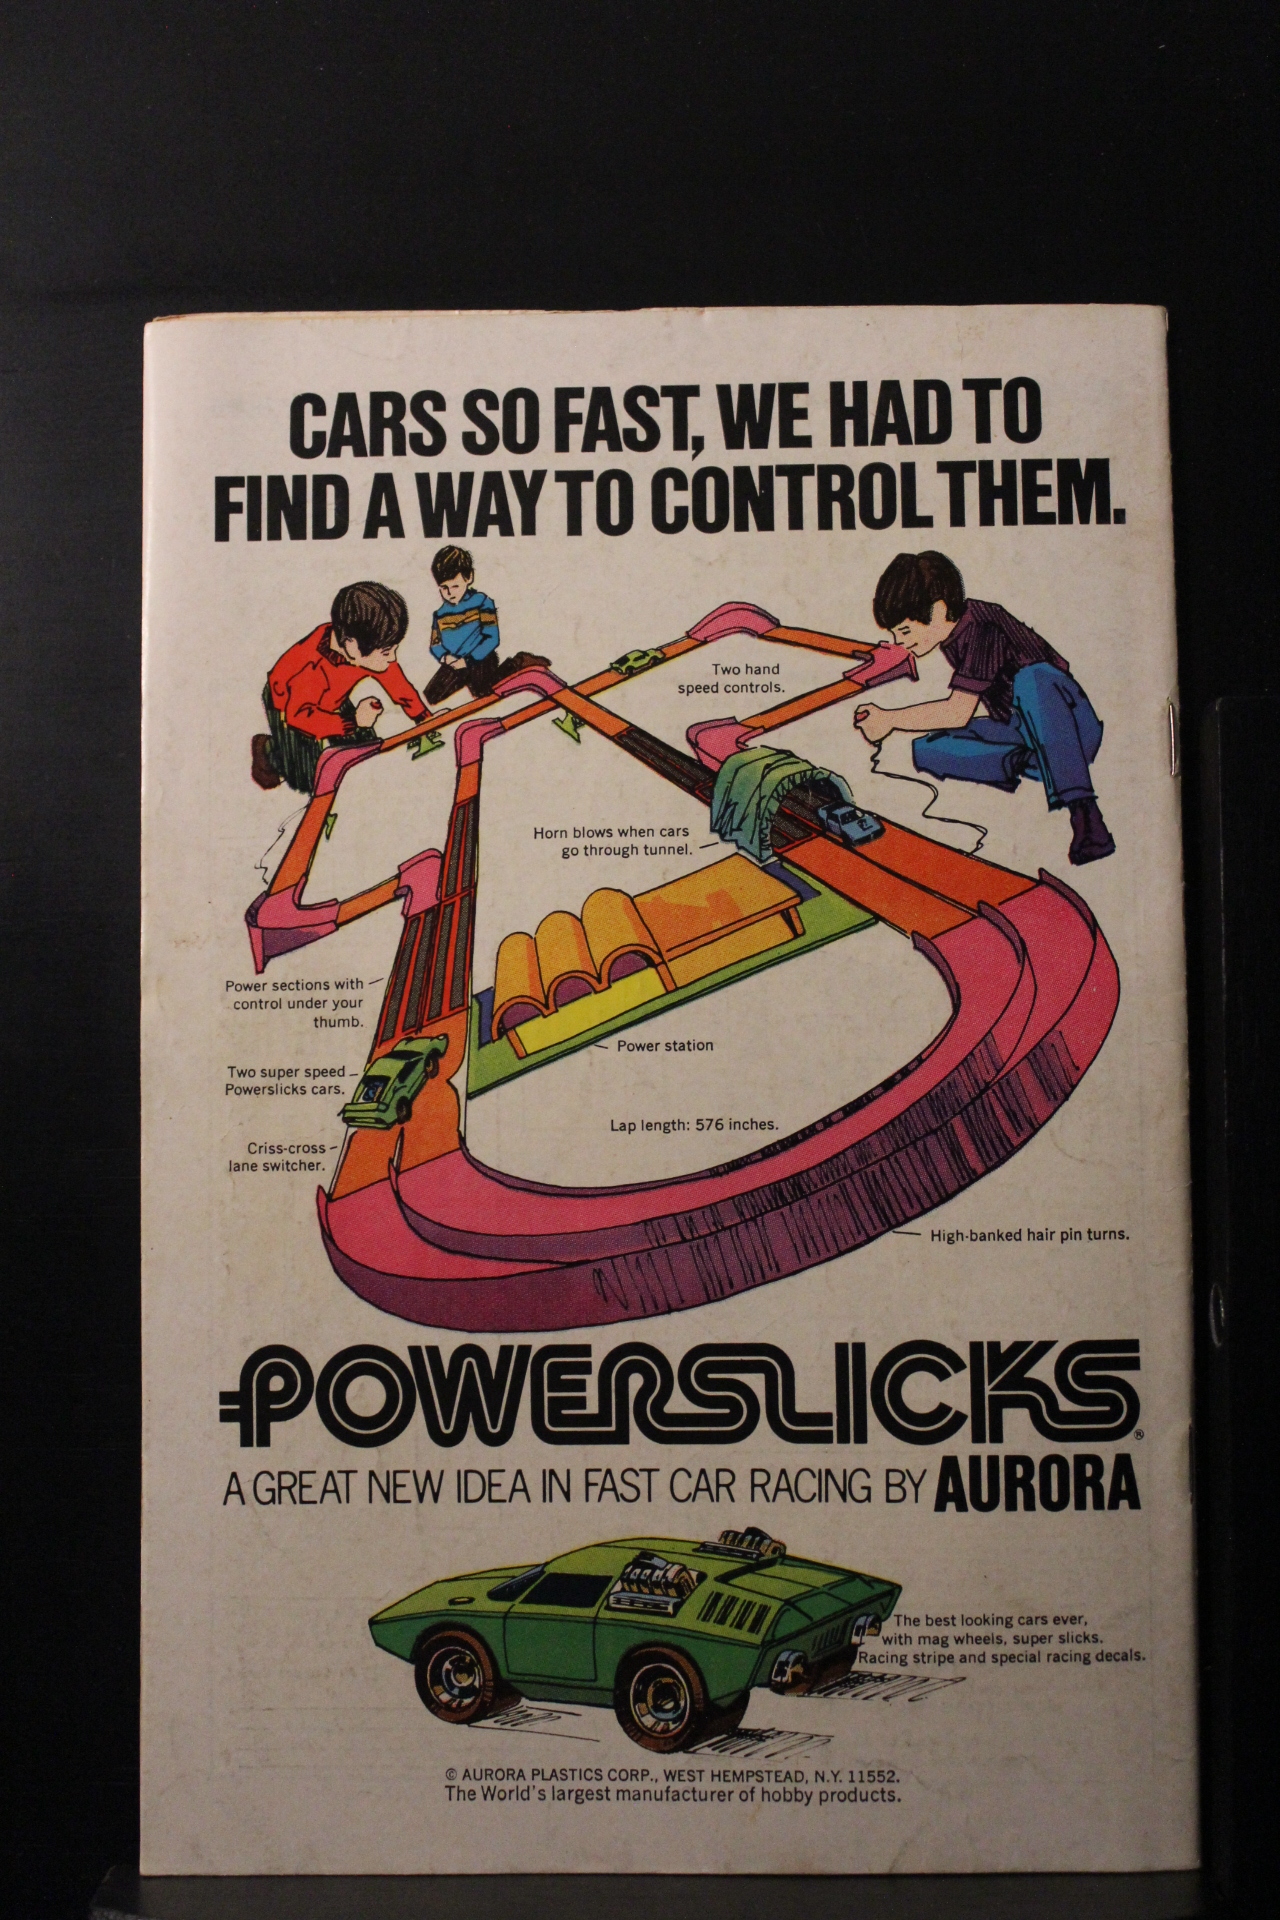 CARS SO FAST, WE HAD TO
FIND A WAY TO CONTROL THEM.
Two hand
speed controls.
Horn blows when cars
go through tunnel.
Power sections with
control under your
thumb.
Power station
Two super speed
Powerslicks cars.
Lap length: 576 inches.
Criss-cross
lane switcher.
High-banked hair pin turns.
POWERSLICKS®
A GREAT NEW IDEA IN FAST CAR RACING BY AURORA
The best looking cars ever,
with mag wheels, super slicks.
Racing stripe and special racing decals.
© AURORA PLASTICS CORP., WEST HEMPSTEAD, N.Y. 11552.
The World's largest manufacturer of hobby products.